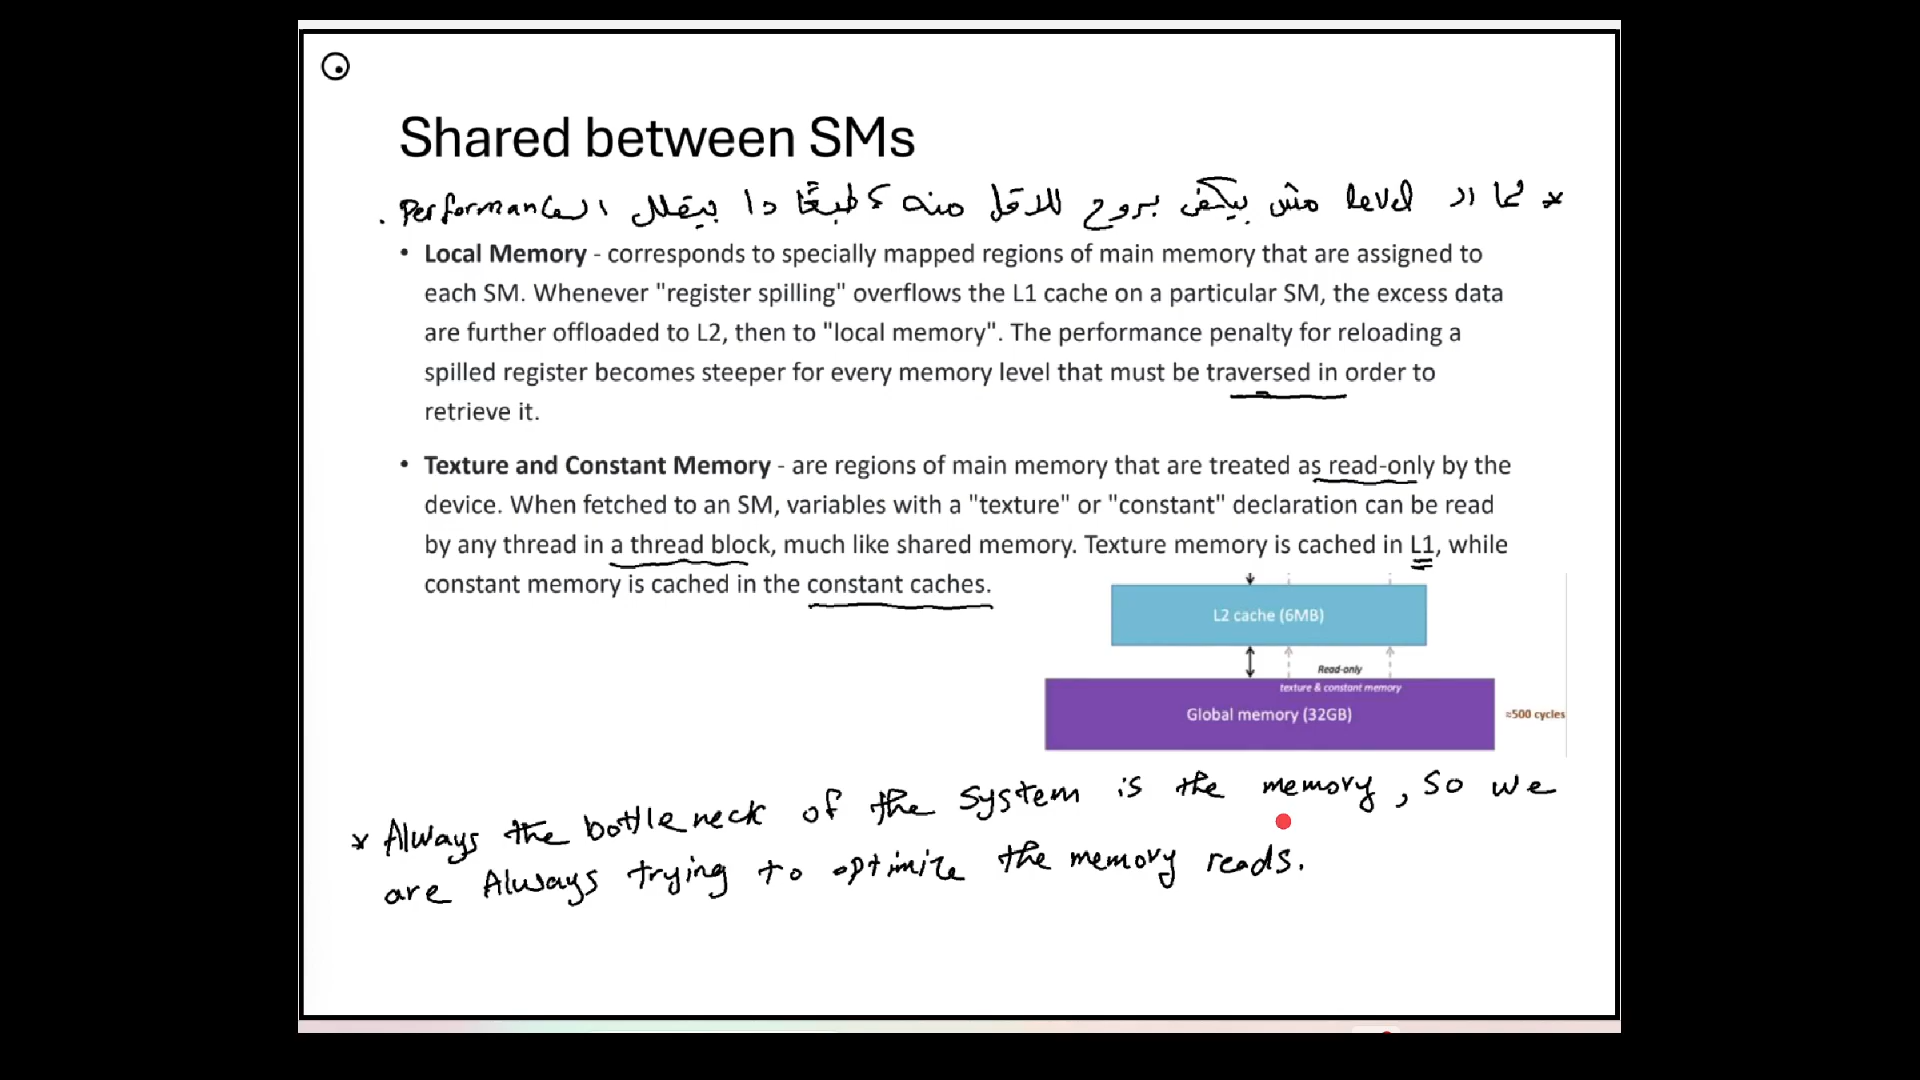 Shared between SMs
* لما ال level مش بيكفى بروح للاقل منه، طبعًا دا بيقلل ال Performance.
• Local Memory - corresponds to specially mapped regions of main memory that are assigned to
each SM. Whenever "register spilling" overflows the L1 cache on a particular SM, the excess data
are further offloaded to L2, then to "local memory". The performance penalty for reloading a
spilled register becomes steeper for every memory level that must be traversed in order to
retrieve it.
• Texture and Constant Memory - are regions of main memory that are treated as read-only by the
device. When fetched to an SM, variables with a "texture" or "constant" declaration can be read
by any thread in a thread block, much like shared memory. Texture memory is cached in L1, while
constant memory is cached in the constant caches.
L2 cache (6MB)
Read-only
texture & constant memory
Global memory (32GB)
≈500 cycles
* Always the bottleneck of the system is the memory, so we
are Always trying to optimize the memory reads.